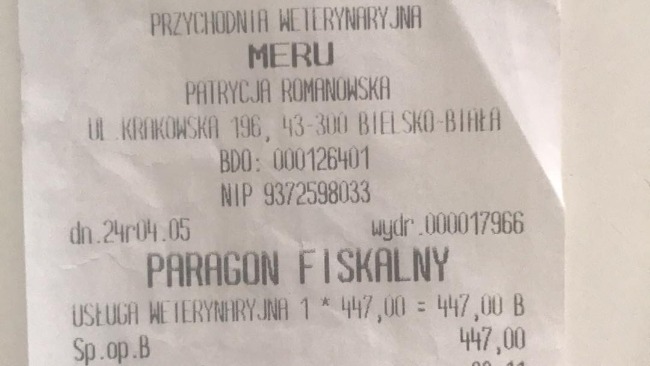 PRZYCHODNIA WETERYNARYJNA
MERU
PATRYCJA ROMANOWSKA
UL.KRAKOWSKA 196, 43-300 BIELSKO-BIAŁA
BDO: 000126401
NIP 9372598033
dn.24r04.05 wydr.000017966
PARAGON FISKALNY
USŁUGA WETERYNARYJNA 1 * 447,00 = 447,00 B
Sp.op.B 447,00